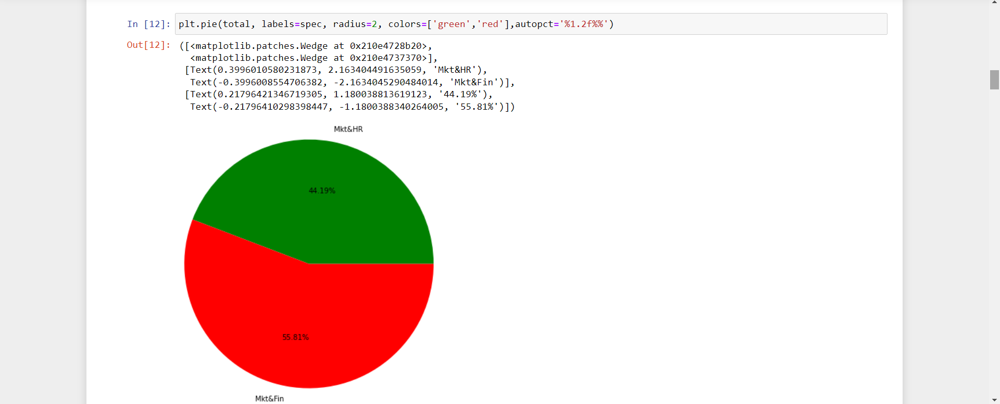 In [12]: plt.pie(total, labels=spec, radius=2, colors=['green','red'],autopct='%1.2f%%')
Out[12]: ([<matplotlib.patches.Wedge at 0x210e4728b20>,
<matplotlib.patches.Wedge at 0x210e4737370>],
[Text(0.3996010580231873, 2.163404491635059, 'Mkt&HR'),
Text(-0.3996008554706382, -2.1634045290484014, 'Mkt&Fin')],
[Text(0.21796421346719305, 1.180038813619123, '44.19%'),
Text(-0.21796410298398447, -1.1800388340264005, '55.81%')])
Mkt&HR
44.19%
55.81%
Mkt&Fin